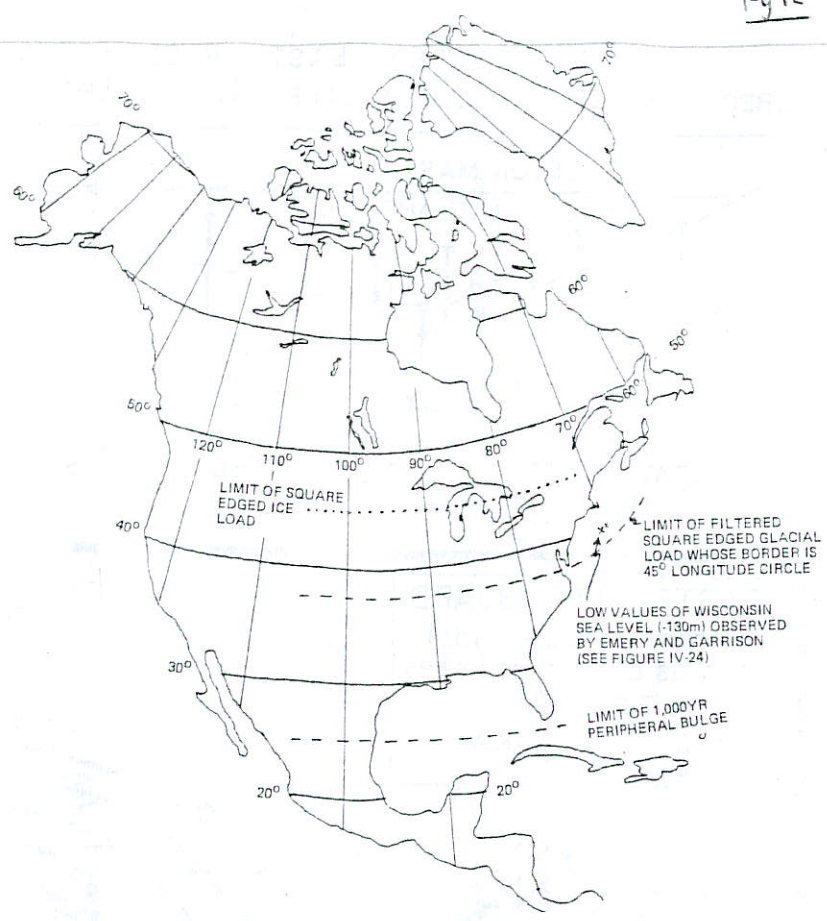 70°
70°
60°
60°
50°
50°
120°
110°
100°
90°
80°
70°
60°
LIMIT OF SQUARE
EDGED ICE
LOAD
40°
LIMIT OF FILTERED
SQUARE EDGED GLACIAL
LOAD WHOSE BORDER IS
45° LONGITUDE CIRCLE
LOW VALUES OF WISCONSIN
SEA LEVEL (-130m) OBSERVED
BY EMERY AND GARRISON
(SEE FIGURE IV-24)
30°
LIMIT OF 1,000YR
PERIPHERAL BULGE
20°
20°